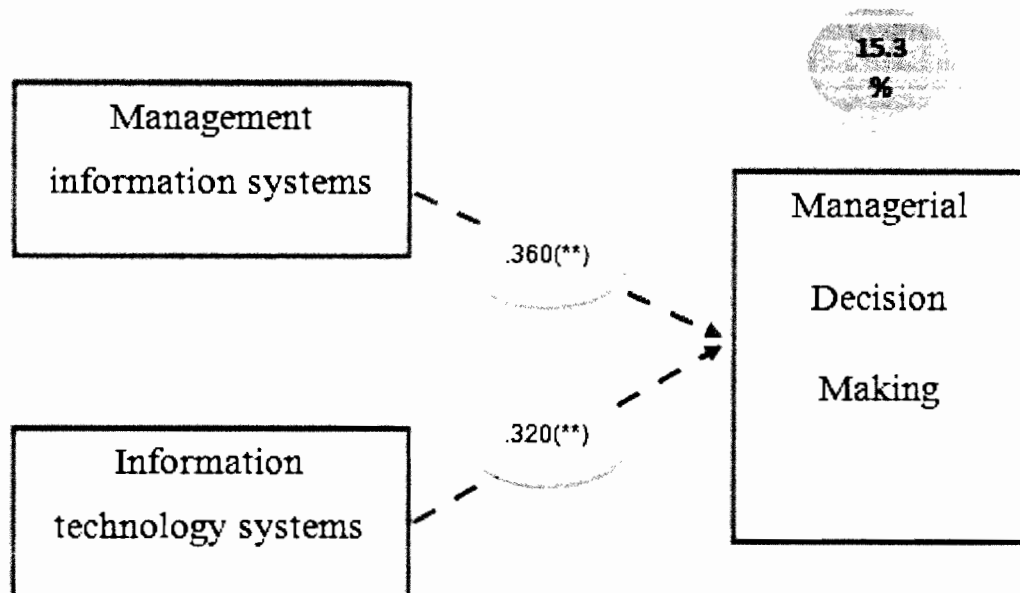 15.3
%
Management
information systems
.360(**)
Managerial
Decision
Making
.320(**)
Information
technology systems